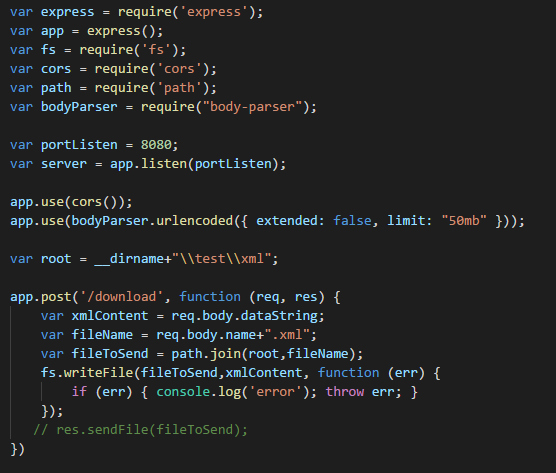 var express = require('express');
var app = express();
var fs = require('fs');
var cors = require('cors');
var path = require('path');
var bodyParser = require("body-parser");
var portListen = 8080;
var server = app.listen(portListen);
app.use(cors());
app.use(bodyParser.urlencoded({ extended: false, limit: "50mb" }));
var root = __dirname+"\\test\\xml";
app.post('/download', function (req, res) {
    var xmlContent = req.body.dataString;
    var fileName = req.body.name+".xml";
    var fileToSend = path.join(root,fileName);
    fs.writeFile(fileToSend,xmlContent, function (err) {
        if (err) { console.log('error'); throw err; }
    });
   // res.sendFile(fileToSend);
})